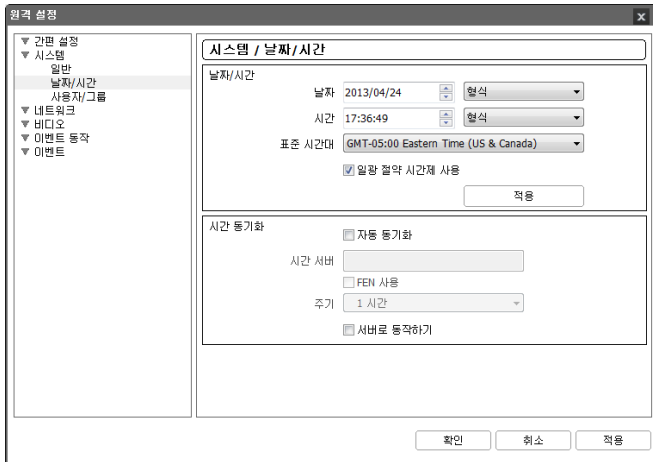 원격 설정
x
간편 설정
시스템
일반
날짜/시간
사용자/그룹
네트워크
비디오
이벤트 동작
이벤트
시스템 / 날짜/시간
날짜/시간
날짜 2013/04/24 형식
시간 17:36:49 형식
표준 시간대 GMT-05:00 Eastern Time (US & Canada)
일광 절약 시간제 사용
적용
시간 동기화
자동 동기화
시간 서버
FEN 사용
주기 1 시간
서버로 동작하기
확인 취소 적용